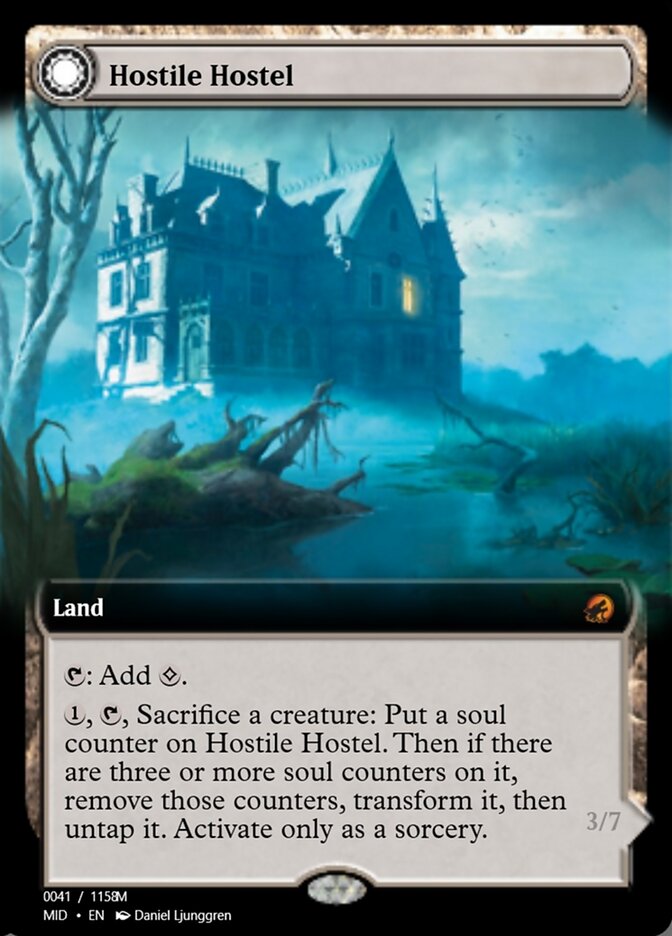 Hostile Hostel
Land
: Add .
1, , Sacrifice a creature: Put a soul
counter on Hostile Hostel. Then if there
are three or more soul counters on it,
remove those counters, transform it, then
untap it. Activate only as a sorcery.
3/7
0041 / 1158M
MID • EN Daniel Ljunggren